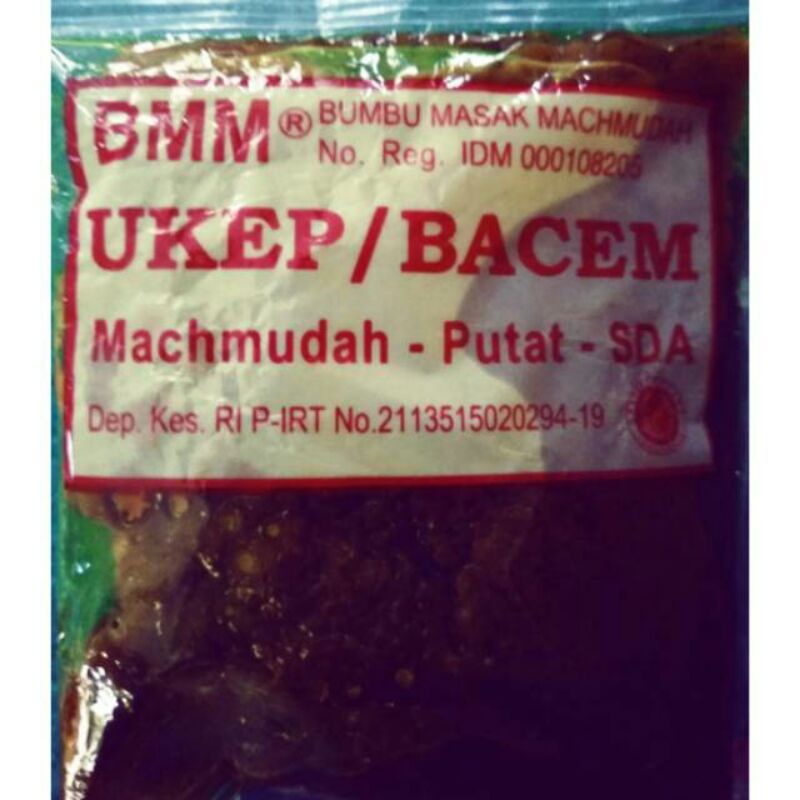 BMM® BUMBU MASAK MACHMUDAH
No. Reg. IDM 000108205
UKEP/BACEM
Machmudah - Putat - SDA
Dep. Kes. RI P-IRT No.2113515020294-19